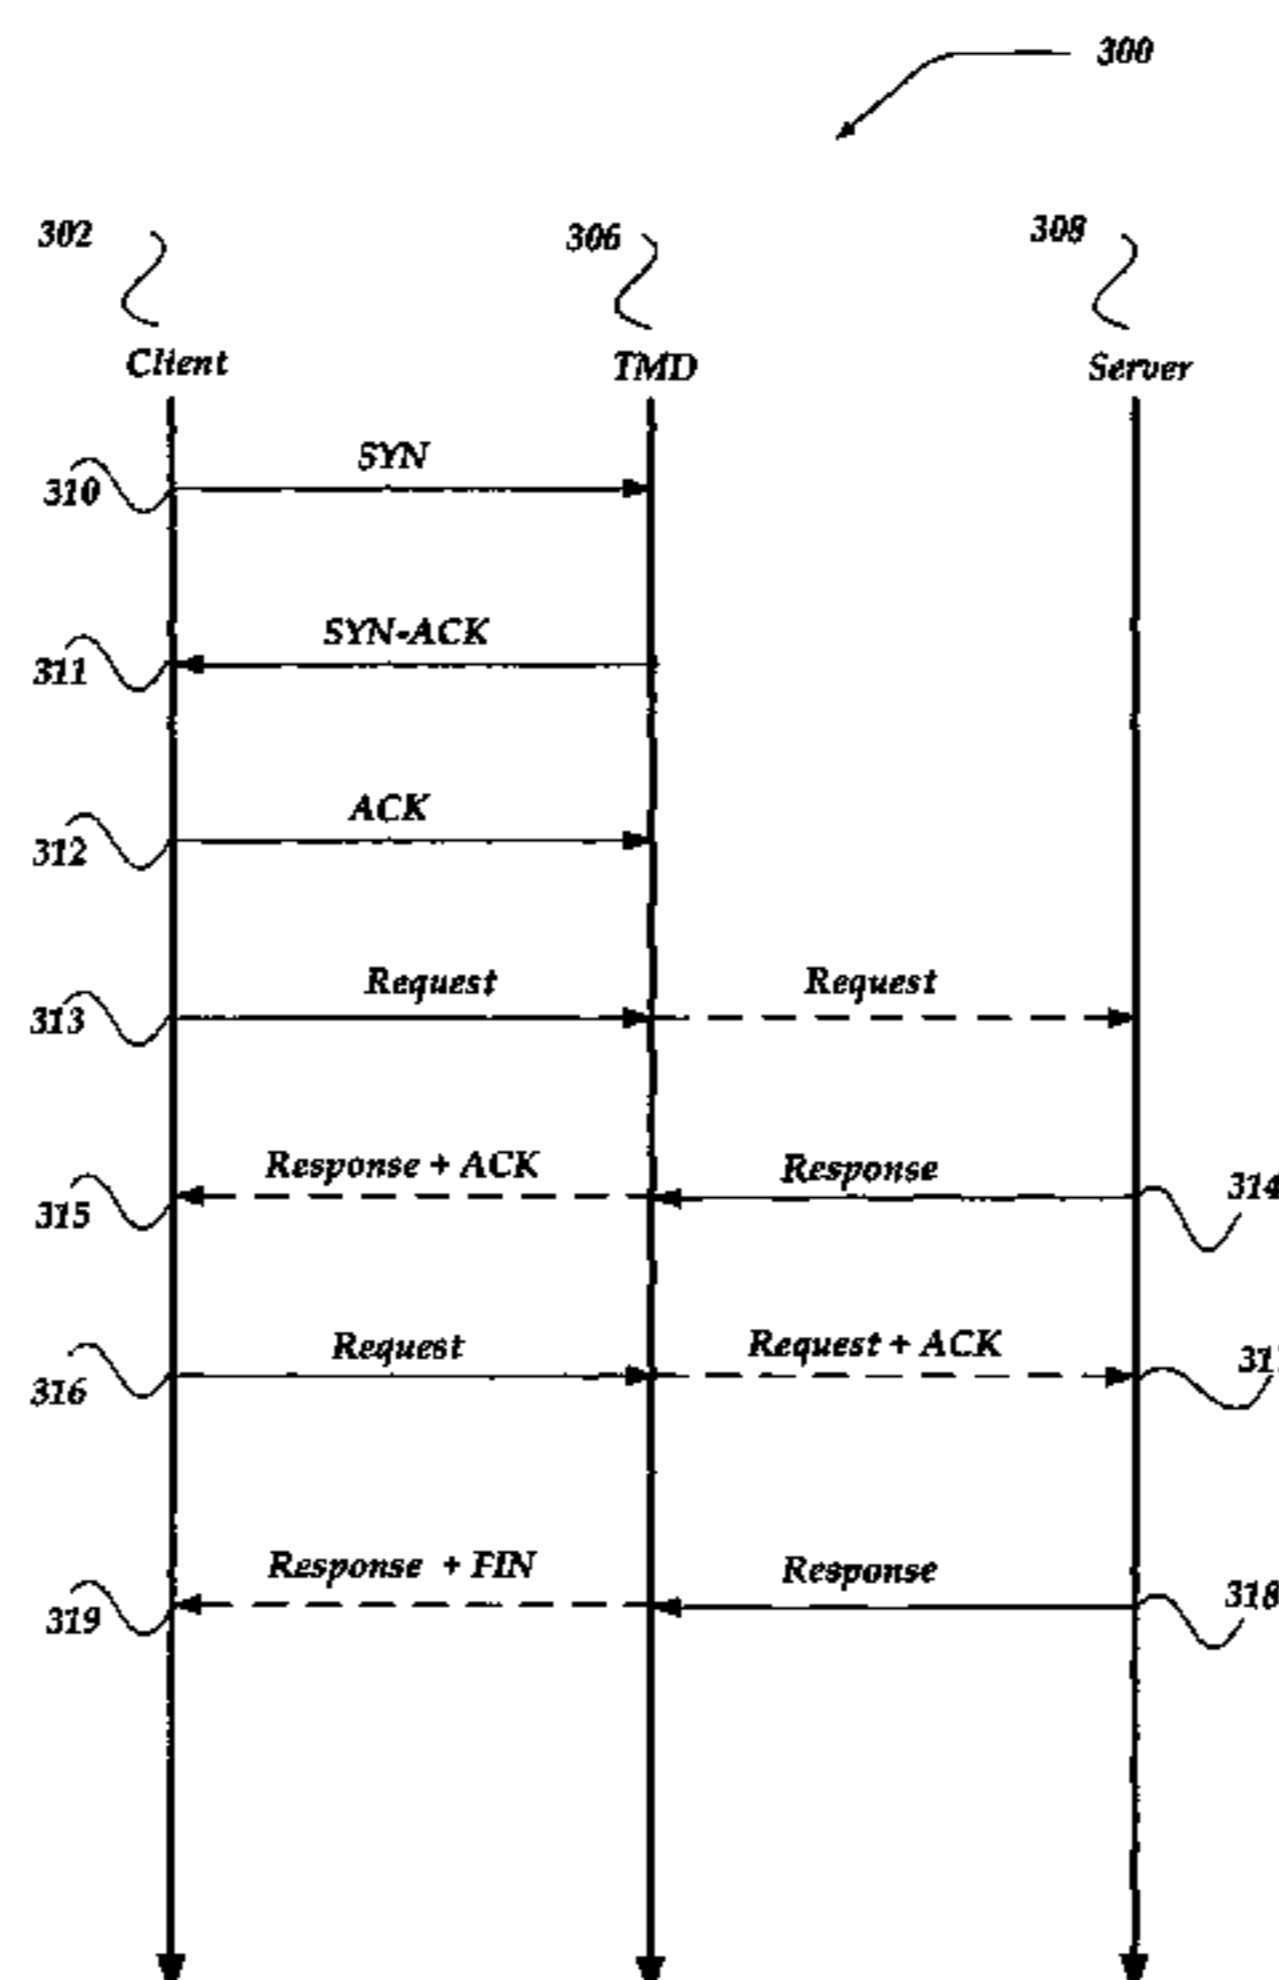 300
302
306
308
Client
TMD
Server
SYN
310
SYN-ACK
311
ACK
312
Request
Request
313
Response + ACK
Response
314
315
Request
Request + ACK
316
Response + FIN
Response
318
319